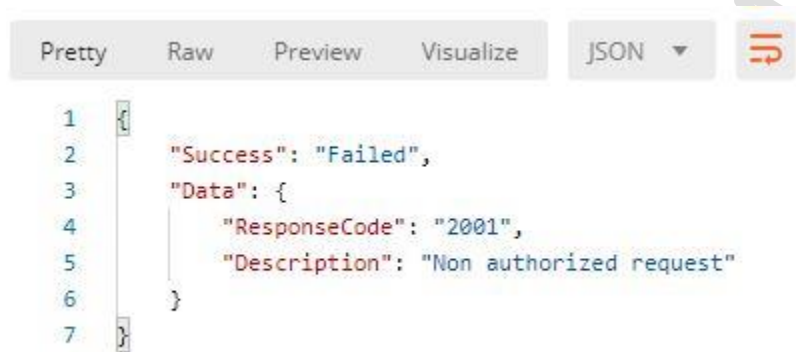 Pretty Raw Preview Visualize JSON
1 {
2 "Success": "Failed",
3 "Data": {
4 "ResponseCode": "2001",
5 "Description": "Non authorized request"
6 }
7 }